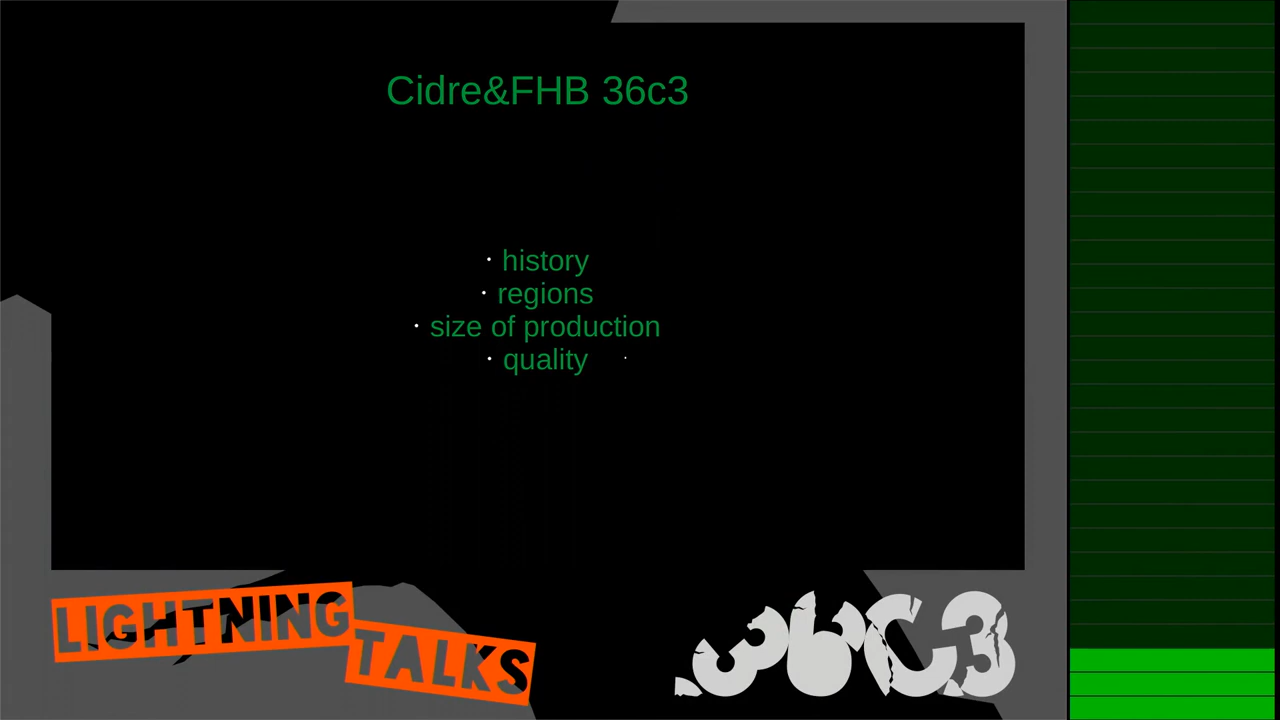 Cidre&FHB 36c3
· history
· regions
· size of production
· quality
LIGHTNING
TALKS
36C3